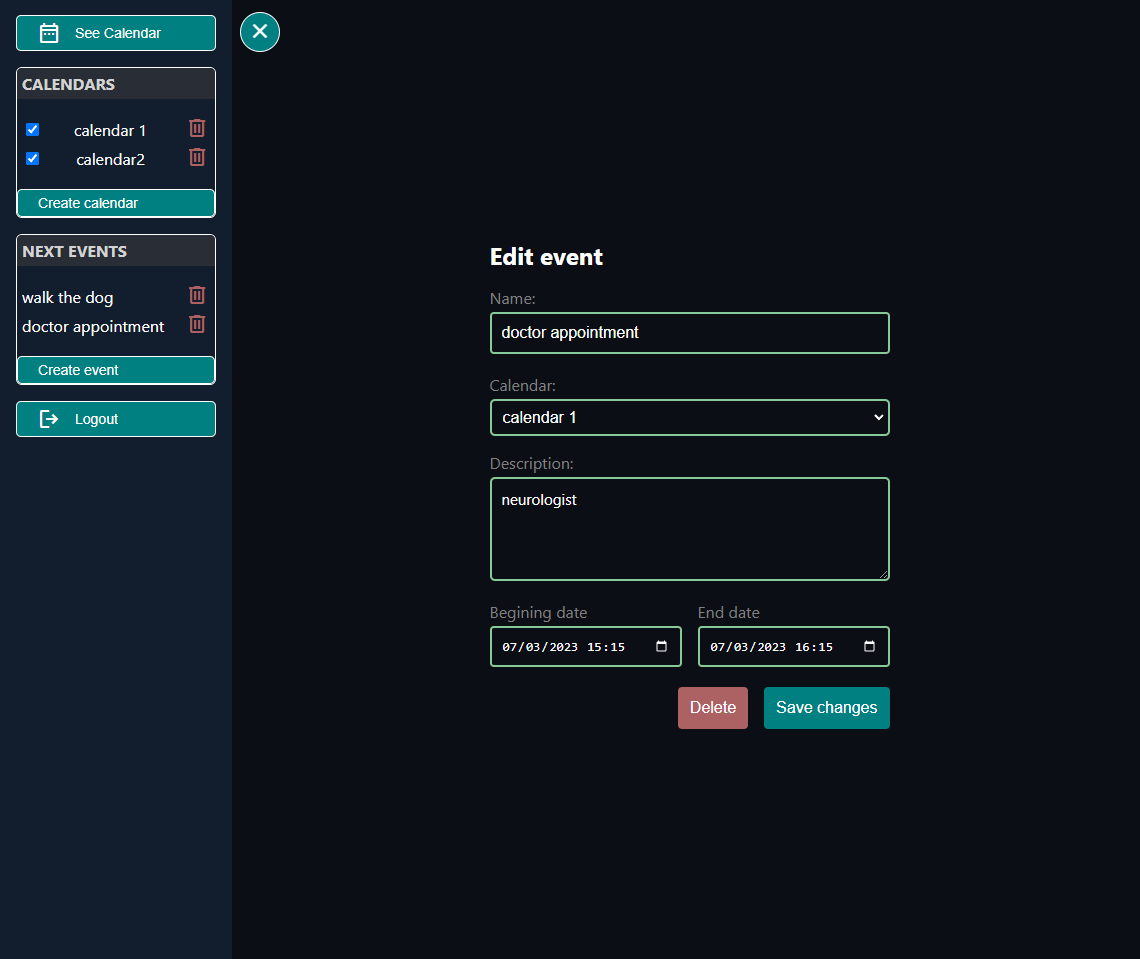 See Calendar
CALENDARS
calendar 1
calendar2
Create calendar
NEXT EVENTS
walk the dog
doctor appointment
Create event
Logout
Edit event
Name:
doctor appointment
Calendar:
calendar 1
Description:
neurologist
Begining date End date
07/03/2023 15:15 07/03/2023 16:15
Delete Save changes